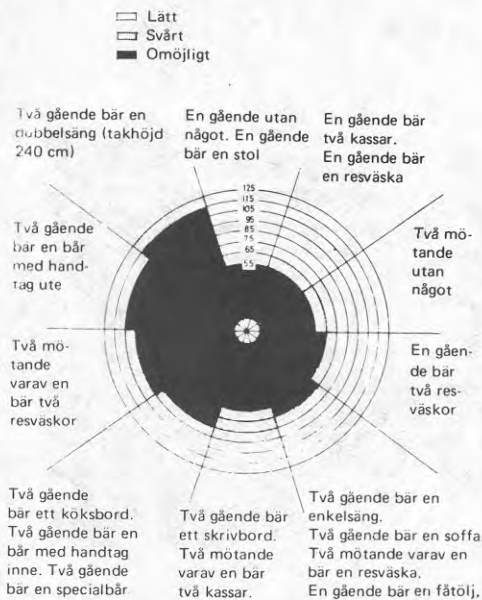 Lätt
Svårt
Omöjligt
Två gående bär en
dubbelsäng (takhöjd
240 cm)
En gående utan
något. En gående
bär en stol
En gående bär
två kassar.
En gående bär
en resväska
125
115
105
95
85
75
65
55
Två gående
bär en bår
med hand-
tag ute
Två mö-
tande
utan
något
Två mö-
tande
varav en
bär två
resväskor
En gåen-
de bär
två res-
väskor
Två gående
bär ett köksbord.
Två gående bär en
bår med handtag
inne. Två gående
bär en specialbår
Två gående bär
ett skrivbord.
Två mötande
varav en bär
två kassar.
Två gående bär en
enkelsäng.
Två gående bär en soffa
Två mötande varav en
bär en resväska.
En gående bär en fåtölj,